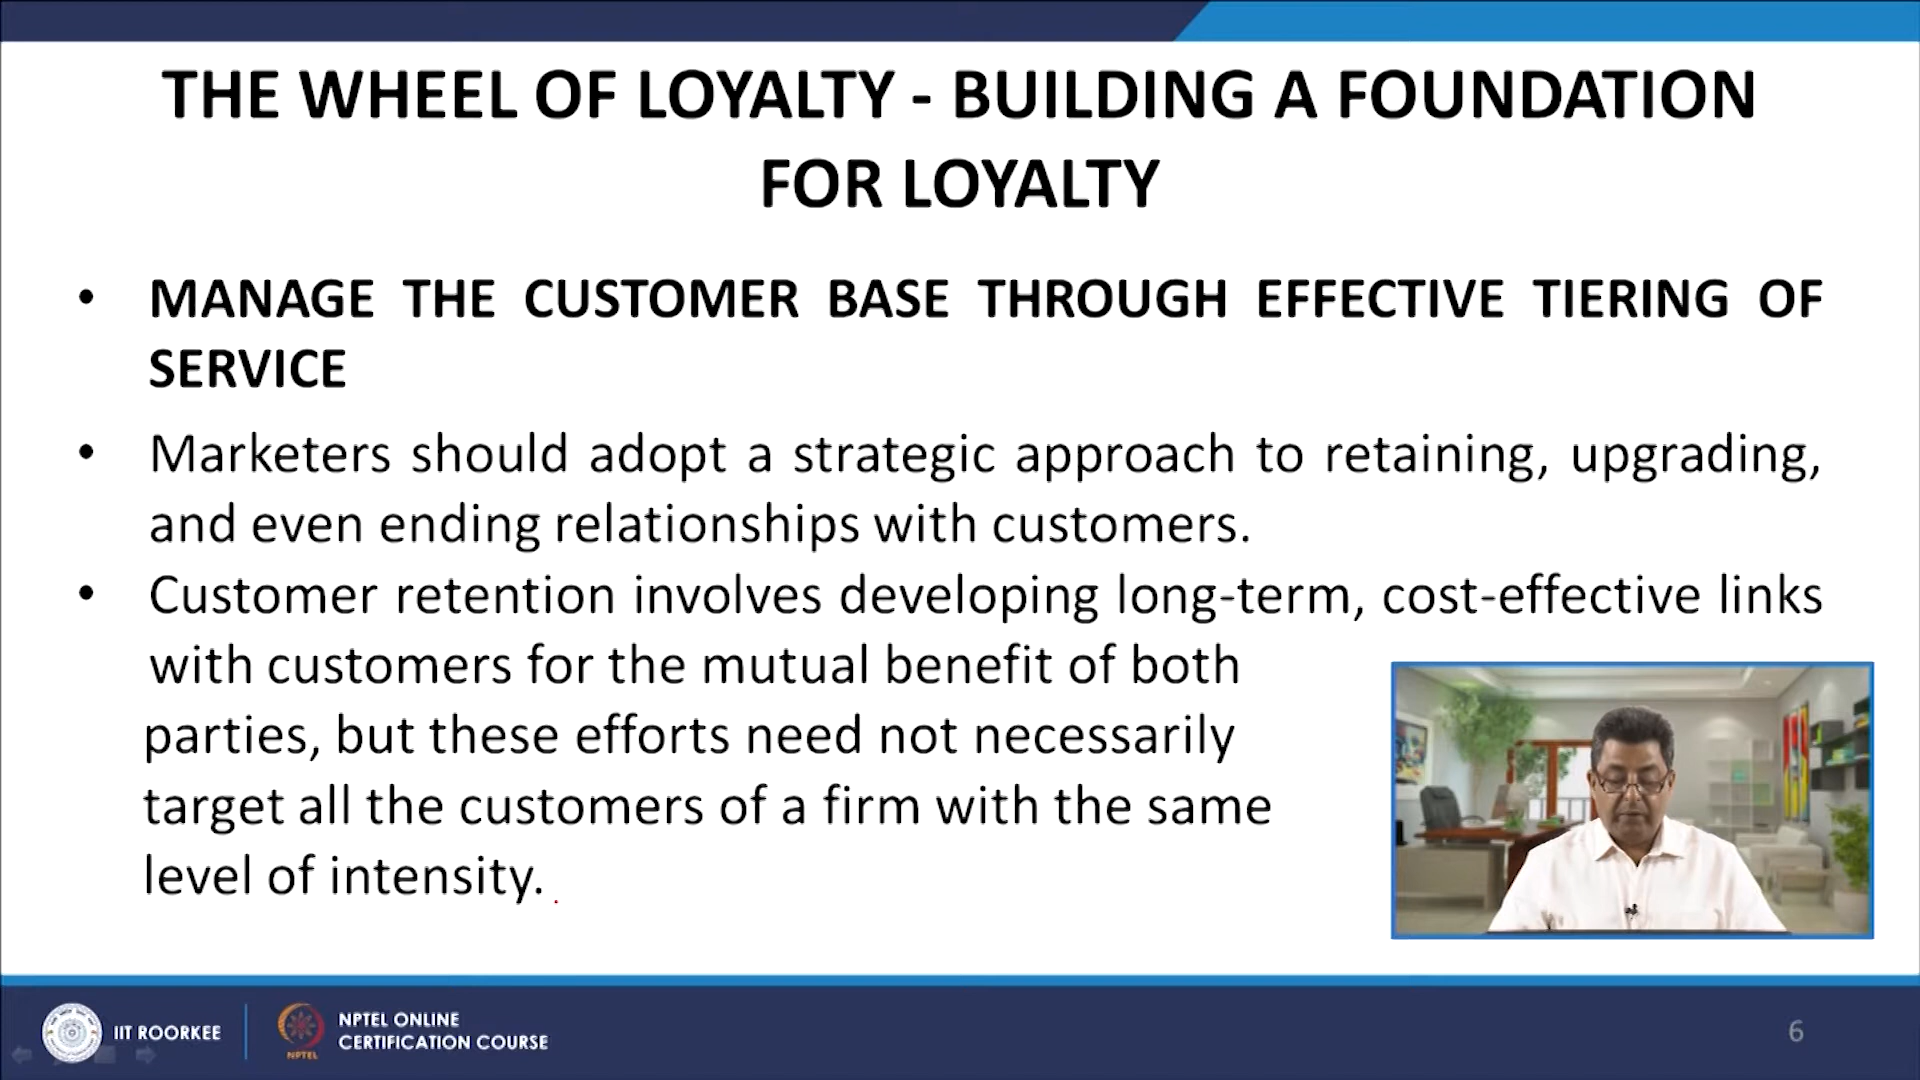 THE WHEEL OF LOYALTY - BUILDING A FOUNDATION
FOR LOYALTY
• MANAGE THE CUSTOMER BASE THROUGH EFFECTIVE TIERING OF
SERVICE
• Marketers should adopt a strategic approach to retaining, upgrading,
and even ending relationships with customers.
• Customer retention involves developing long-term, cost-effective links
with customers for the mutual benefit of both
parties, but these efforts need not necessarily
target all the customers of a firm with the same
level of intensity.
IIT ROORKEE
NPTEL
NPTEL ONLINE
CERTIFICATION COURSE
6